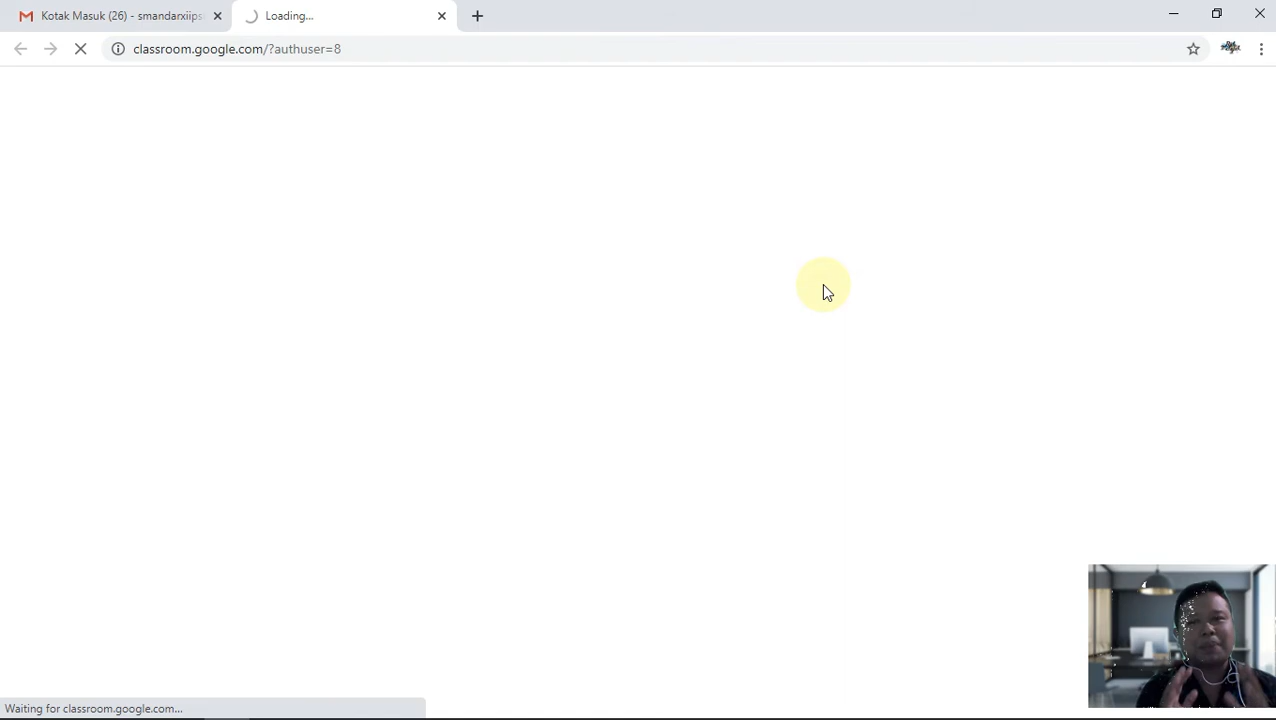 Kotak Masuk (26) - smandarxiips
Loading...
classroom.google.com/?authuser=8
Waiting for classroom.google.com...